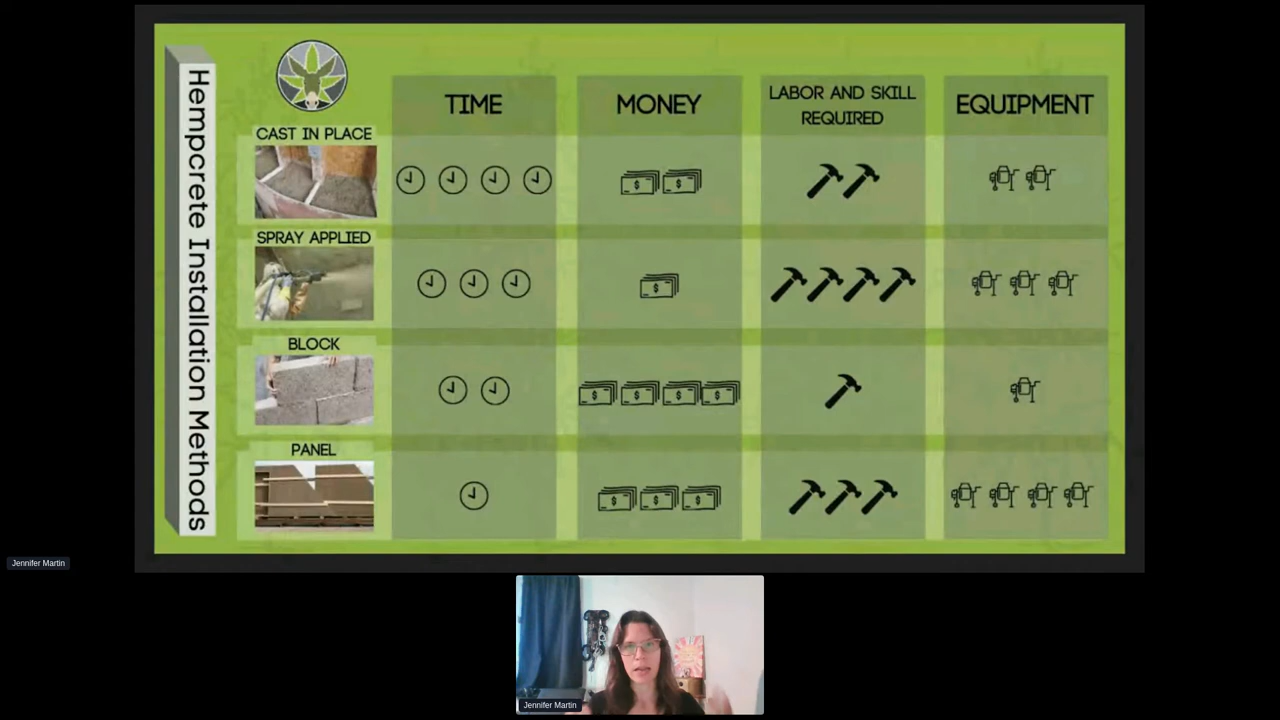 Hempcrete Installation Methods
TIME
MONEY
LABOR AND SKILL
REQUIRED
EQUIPMENT
CAST IN PLACE
SPRAY APPLIED
BLOCK
PANEL
Jennifer Martin
Jennifer Martin